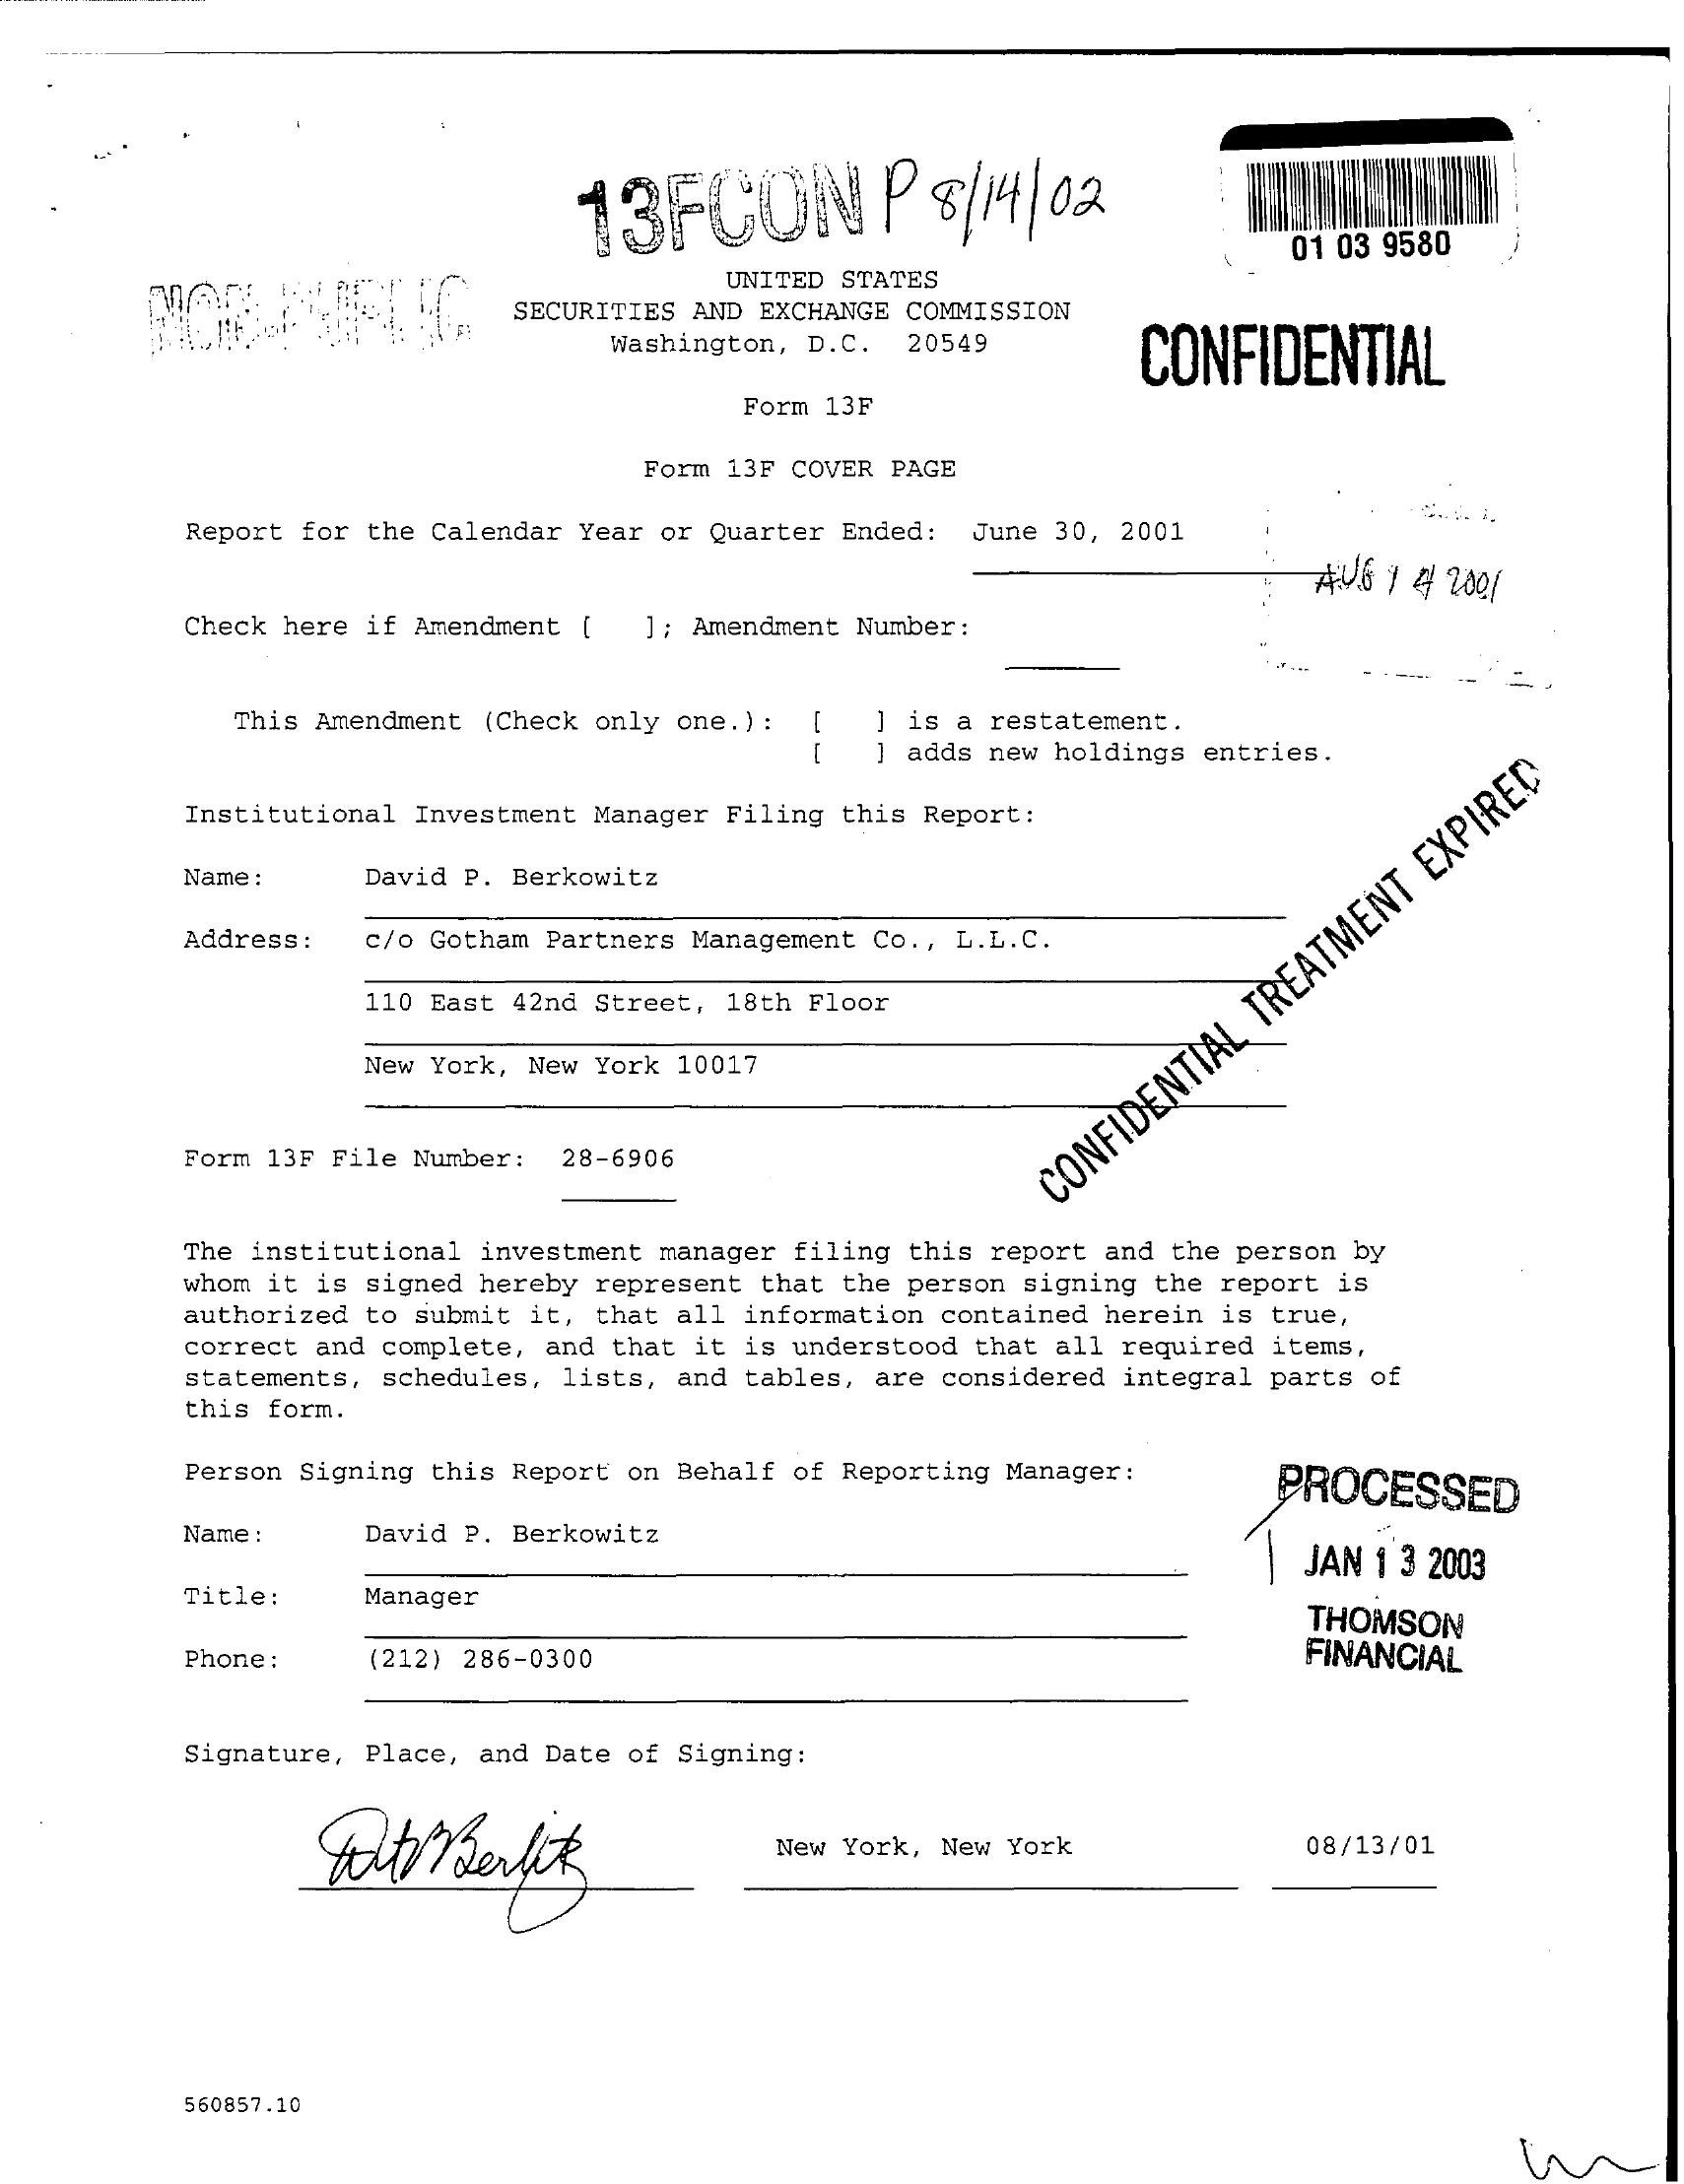 13FCON P 8/14/02
01 03 9580
NON-PUBLIC
UNITED STATES
SECURITIES AND EXCHANGE COMMISSION
Washington, D.C. 20549
CONFIDENTIAL
Form 13F
Form 13F COVER PAGE
Report for the Calendar Year or Quarter Ended: June 30, 2001
AUG 14 2001
Check here if Amendment [ ]; Amendment Number:
This Amendment (Check only one.): [ ] is a restatement.
[ ] adds new holdings entries.
Institutional Investment Manager Filing this Report:
Name: David P. Berkowitz
Address: c/o Gotham Partners Management Co., L.L.C.
110 East 42nd Street, 18th Floor
New York, New York 10017
CONFIDENTIAL TREATMENT EXPIRED
Form 13F File Number: 28-6906
The institutional investment manager filing this report and the person by
whom it is signed hereby represent that the person signing the report is
authorized to submit it, that all information contained herein is true,
correct and complete, and that it is understood that all required items,
statements, schedules, lists, and tables, are considered integral parts of
this form.
Person Signing this Report on Behalf of Reporting Manager:
PROCESSED
Name: David P. Berkowitz
JAN 13 2003
Title: Manager
THOMSON
FINANCIAL
Phone: (212) 286-0300
Signature, Place, and Date of Signing:
New York, New York 08/13/01
560857.10